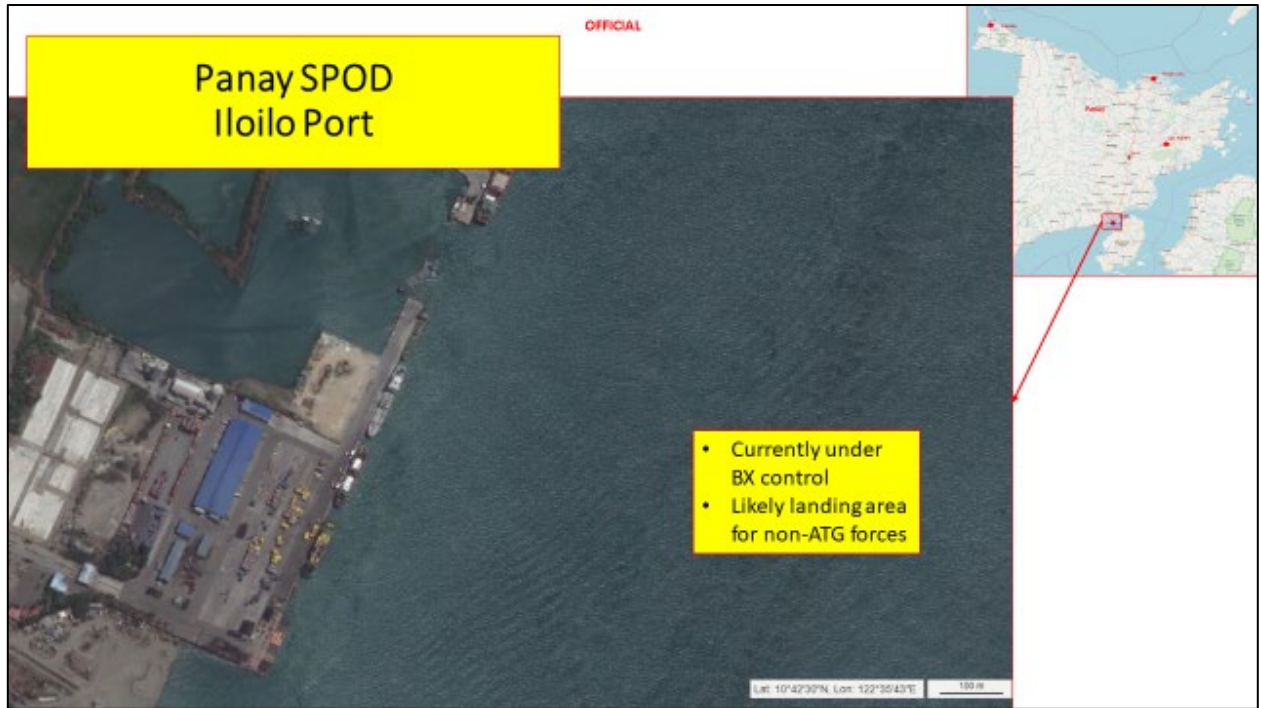 OFFICIAL
Panay SPOD
Iloilo Port
Panay
• Currently under
BX control
• Likely landing area
for non-ATG forces
Lat: 10°42'30"N, Lon: 122°35'43"E
100 m